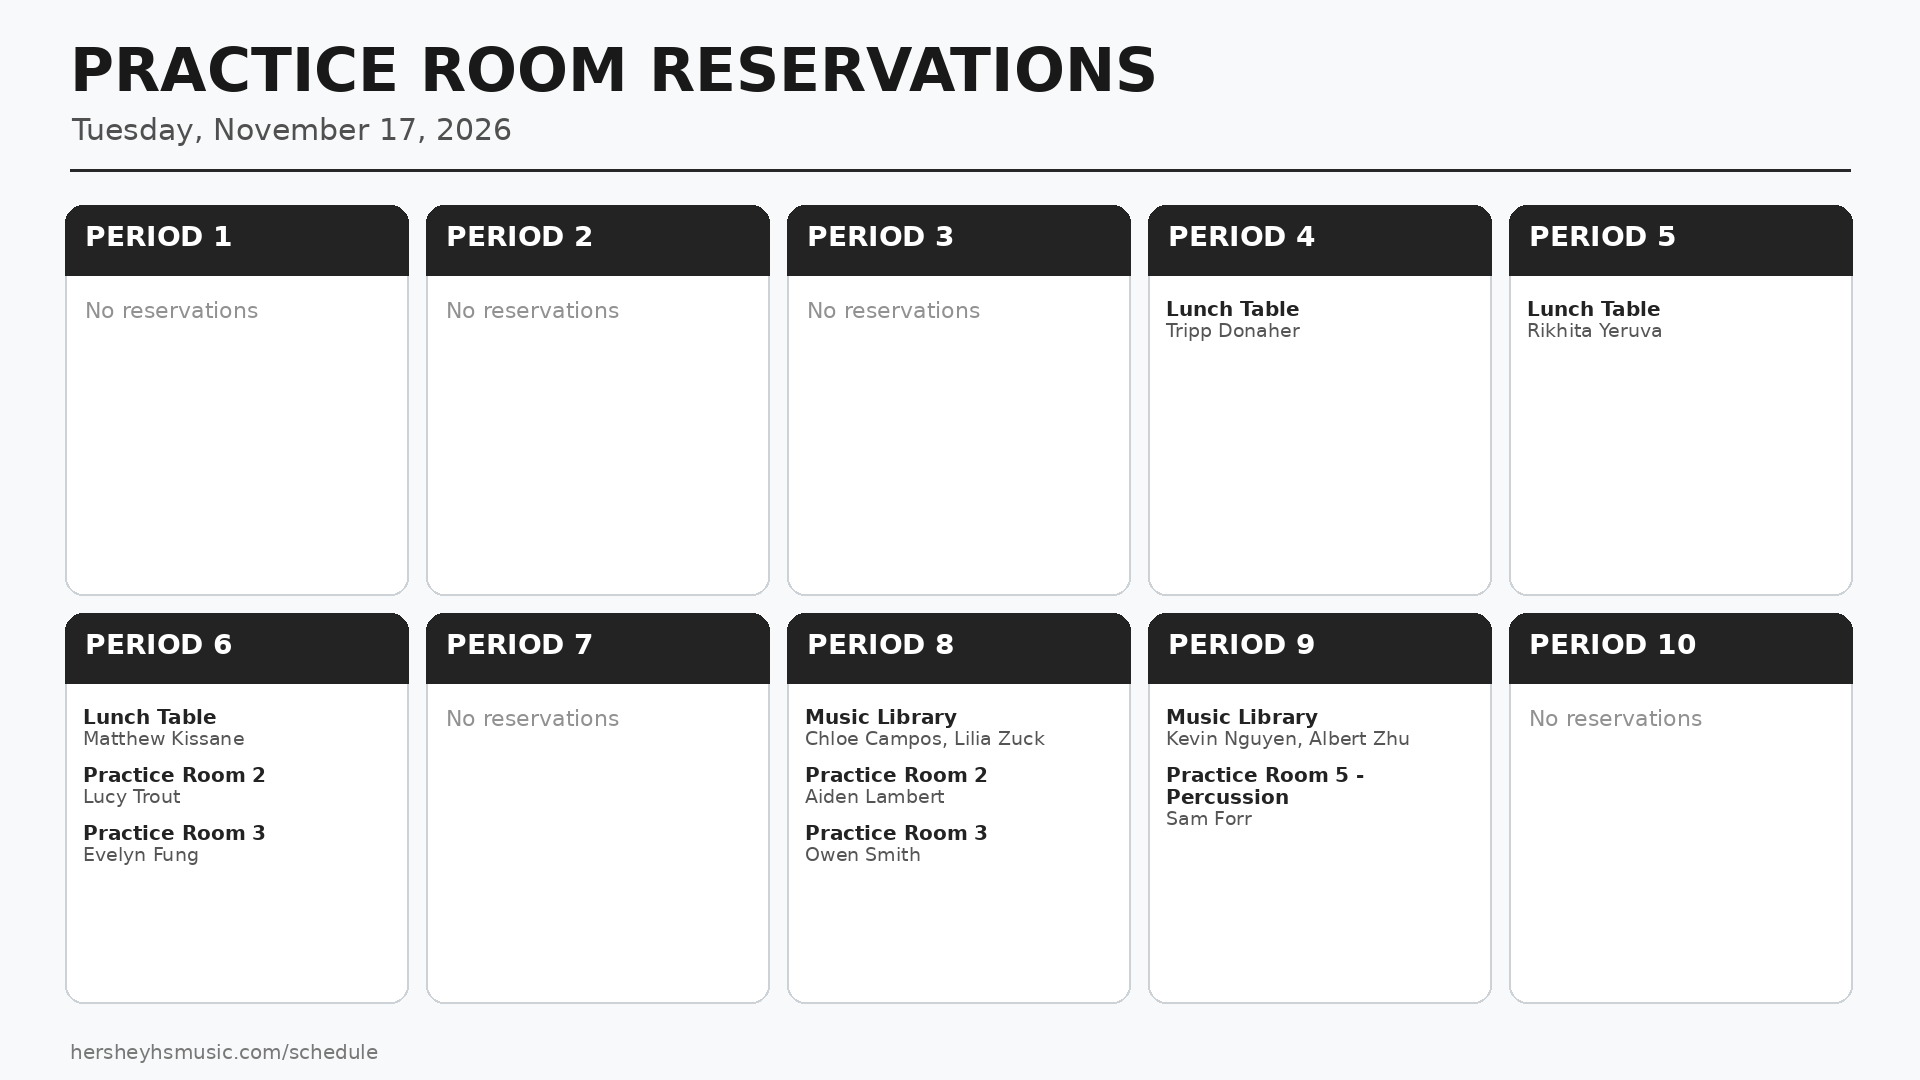 PRACTICE ROOM RESERVATIONS
Tuesday, November 17, 2026
PERIOD 1
No reservations
PERIOD 2
No reservations
PERIOD 3
No reservations
PERIOD 4
Lunch Table
Tripp Donaher
PERIOD 5
Lunch Table
Rikhita Yeruva
PERIOD 6
Lunch Table
Matthew Kissane
Practice Room 2
Lucy Trout
Practice Room 3
Evelyn Fung
PERIOD 7
No reservations
PERIOD 8
Music Library
Chloe Campos, Lilia Zuck
Practice Room 2
Aiden Lambert
Practice Room 3
Owen Smith
PERIOD 9
Music Library
Kevin Nguyen, Albert Zhu
Practice Room 5 -
Percussion
Sam Forr
PERIOD 10
No reservations
hersheyhsmusic.com/schedule